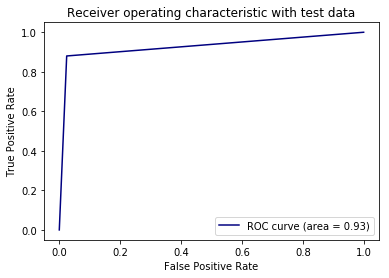 Receiver operating characteristic with test data
True Positive Rate
1.0
0.8
0.6
0.4
0.2
0.0
ROC curve (area = 0.93)
0.0 0.2 0.4 0.6 0.8 1.0
False Positive Rate